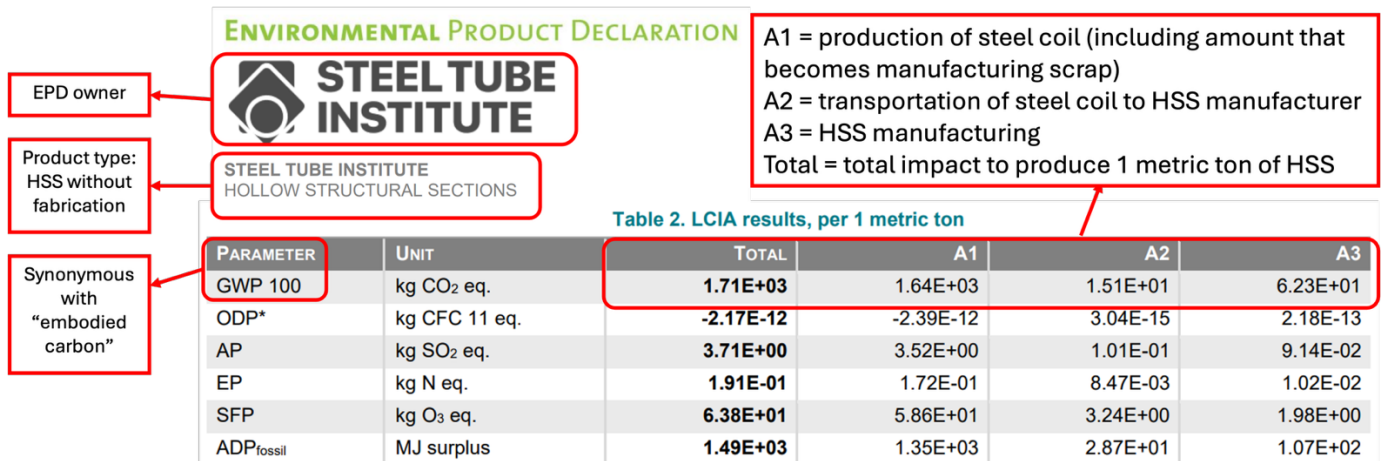 ENVIRONMENTAL PRODUCT DECLARATION
STEEL TUBE
INSTITUTE
EPD owner
Product type:
HSS without
fabrication
STEEL TUBE INSTITUTE
HOLLOW STRUCTURAL SECTIONS
A1 = production of steel coil (including amount that
becomes manufacturing scrap)
A2 = transportation of steel coil to HSS manufacturer
A3 = HSS manufacturing
Total = total impact to produce 1 metric ton of HSS
Synonymous
with
“embodied
carbon”
Table 2. LCIA results, per 1 metric ton
PARAMETER UNIT TOTAL A1 A2 A3
GWP 100 kg CO₂ eq. 1.71E+03 1.64E+03 1.51E+01 6.23E+01
ODP* kg CFC 11 eq. -2.17E-12 -2.39E-12 3.04E-15 2.18E-13
AP kg SO₂ eq. 3.71E+00 3.52E+00 1.01E-01 9.14E-02
EP kg N eq. 1.91E-01 1.72E-01 8.47E-03 1.02E-02
SFP kg O₃ eq. 6.38E+01 5.86E+01 3.24E+00 1.98E+00
ADPfossil MJ surplus 1.49E+03 1.35E+03 2.87E+01 1.07E+02